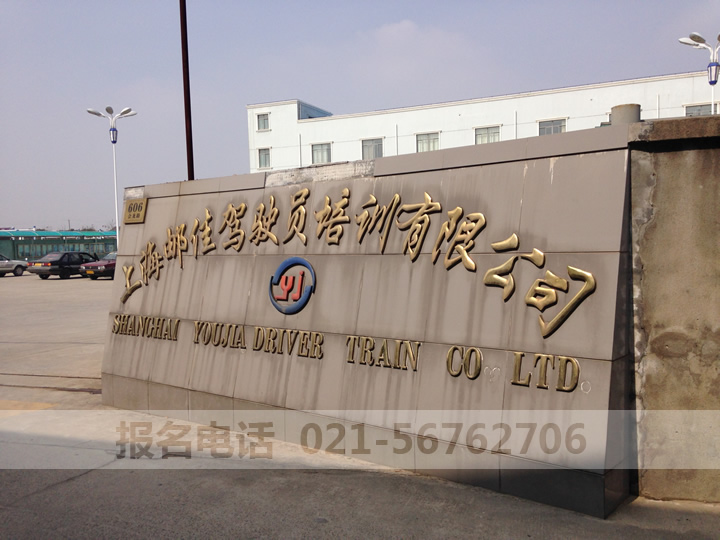 606
上海邮佳驾驶员培训有限公司
YJ
SHANGHAI YOUJIA DRIVER TRAIN CO LTD.
报名电话 021-56762706